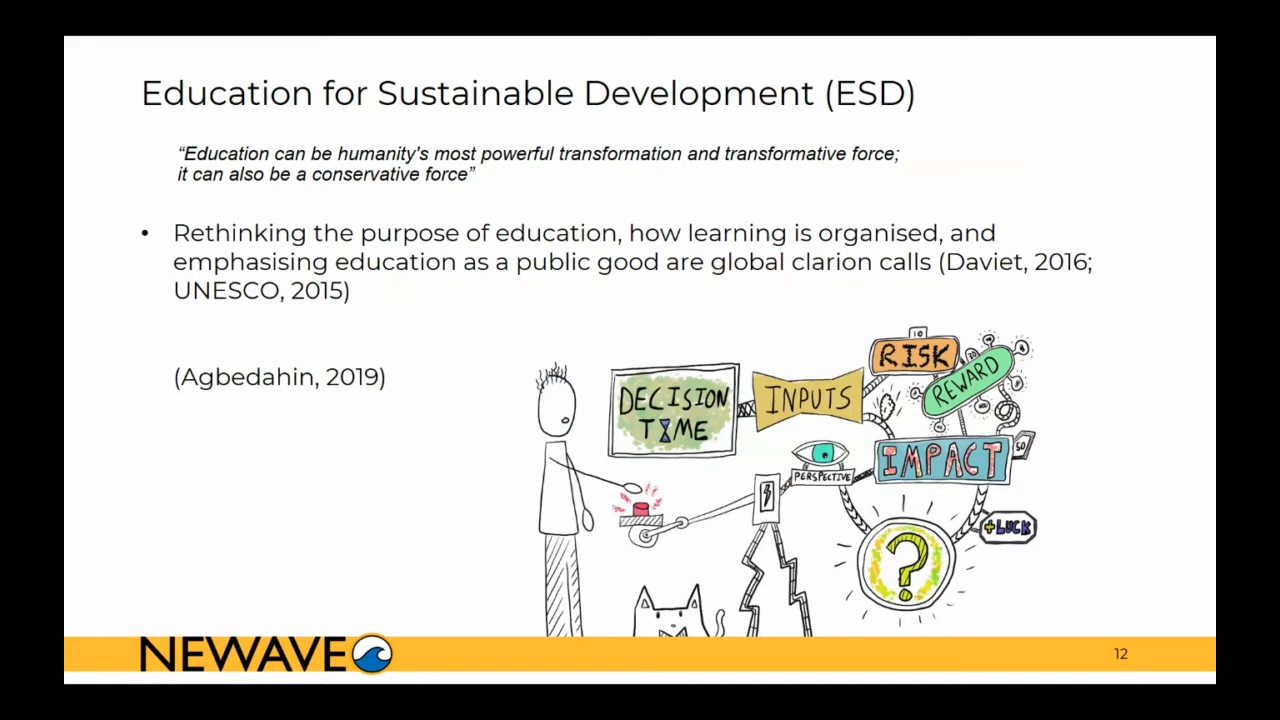 Education for Sustainable Development (ESD)
“Education can be humanity's most powerful transformation and transformative force;
it can also be a conservative force”
• Rethinking the purpose of education, how learning is organised, and
emphasising education as a public good are global clarion calls (Daviet, 2016;
UNESCO, 2015)
(Agbedahin, 2019)
DECISION
TIME
INPUTS
10
RISK
REWARD
IMPACT
50
PERSPECTIVE
+LUCK
?
NEWAVE
12